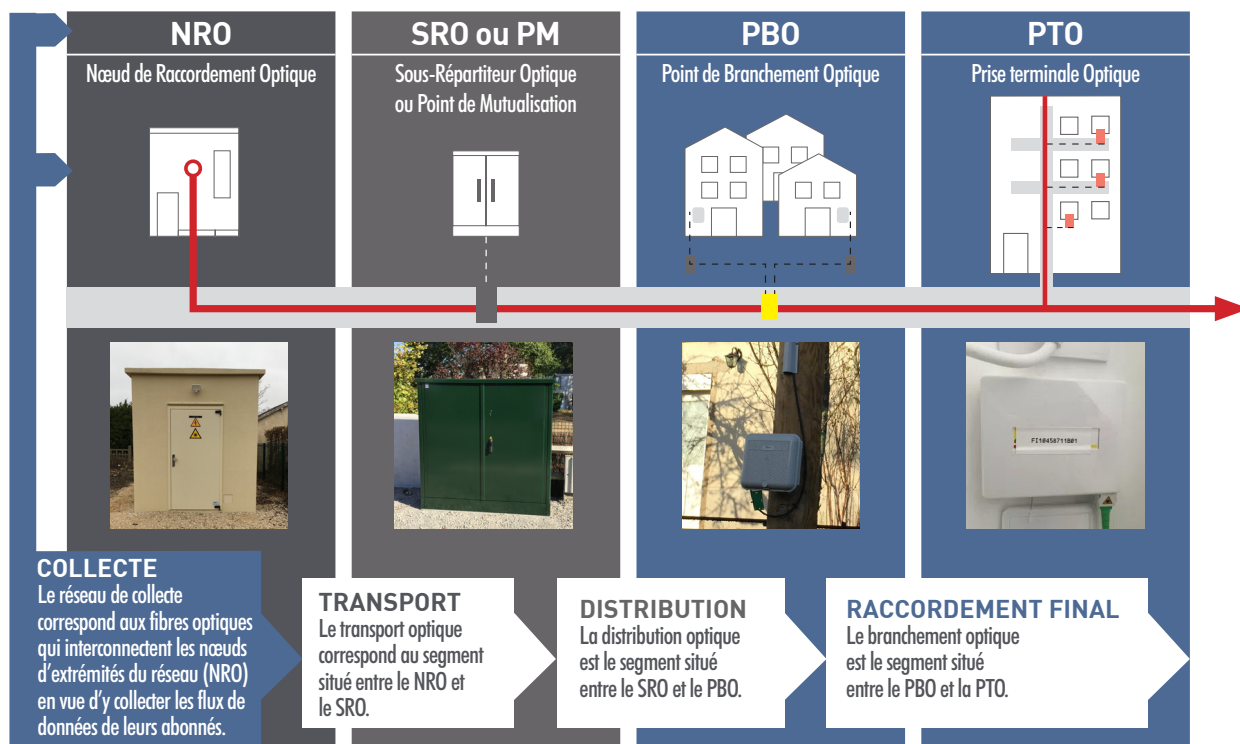 NRO
Nœud de Raccordement Optique
SRO ou PM
Sous-Répartiteur Optique
ou Point de Mutualisation
PBO
Point de Branchement Optique
PTO
Prise terminale Optique
FI10458711B01
COLLECTE
Le réseau de collecte
correspond aux fibres optiques
qui interconnectent les nœuds
d'extrémités du réseau (NRO)
en vue d'y collecter les flux de
données de leurs abonnés.
TRANSPORT
Le transport optique
correspond au segment
situé entre le NRO et
le SRO.
DISTRIBUTION
La distribution optique
est le segment situé
entre le SRO et le PBO.
RACCORDEMENT FINAL
Le branchement optique
est le segment situé
entre le PBO et la PTO.